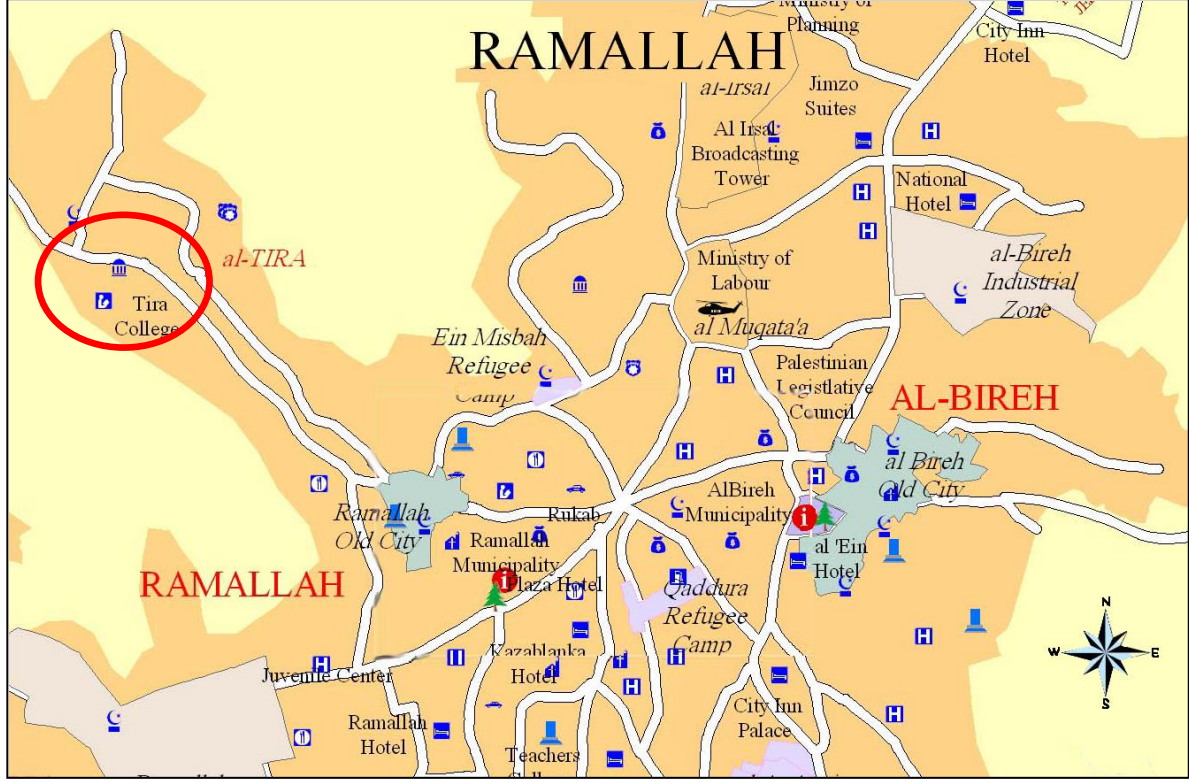 RAMALLAH
Ministry of
Planning
City Inn
Hotel
al-Irsal
Jimzo
Suites
Al Irsal
Broadcasting
Tower
National
Hotel
al-TIRA
Tira
College
Ministry of
Labour
al-Bireh
Industrial
Zone
al Muqata'a
Ein Misbah
Refugee
Camp
Palestinian
Legistlative
Council
AL-BIREH
al Bireh
Old City
AlBireh
Municipality
Rukab
Ramallah
Old City
Ramallah
Municipality
Plaza Hotel
al 'Ein
Hotel
RAMALLAH
Qaddura
Refugee
Camp
Kazablanka
Hotel
Juvenile Center
Ramallah
Hotel
City Inn
Palace
Teachers
N
W
E
S